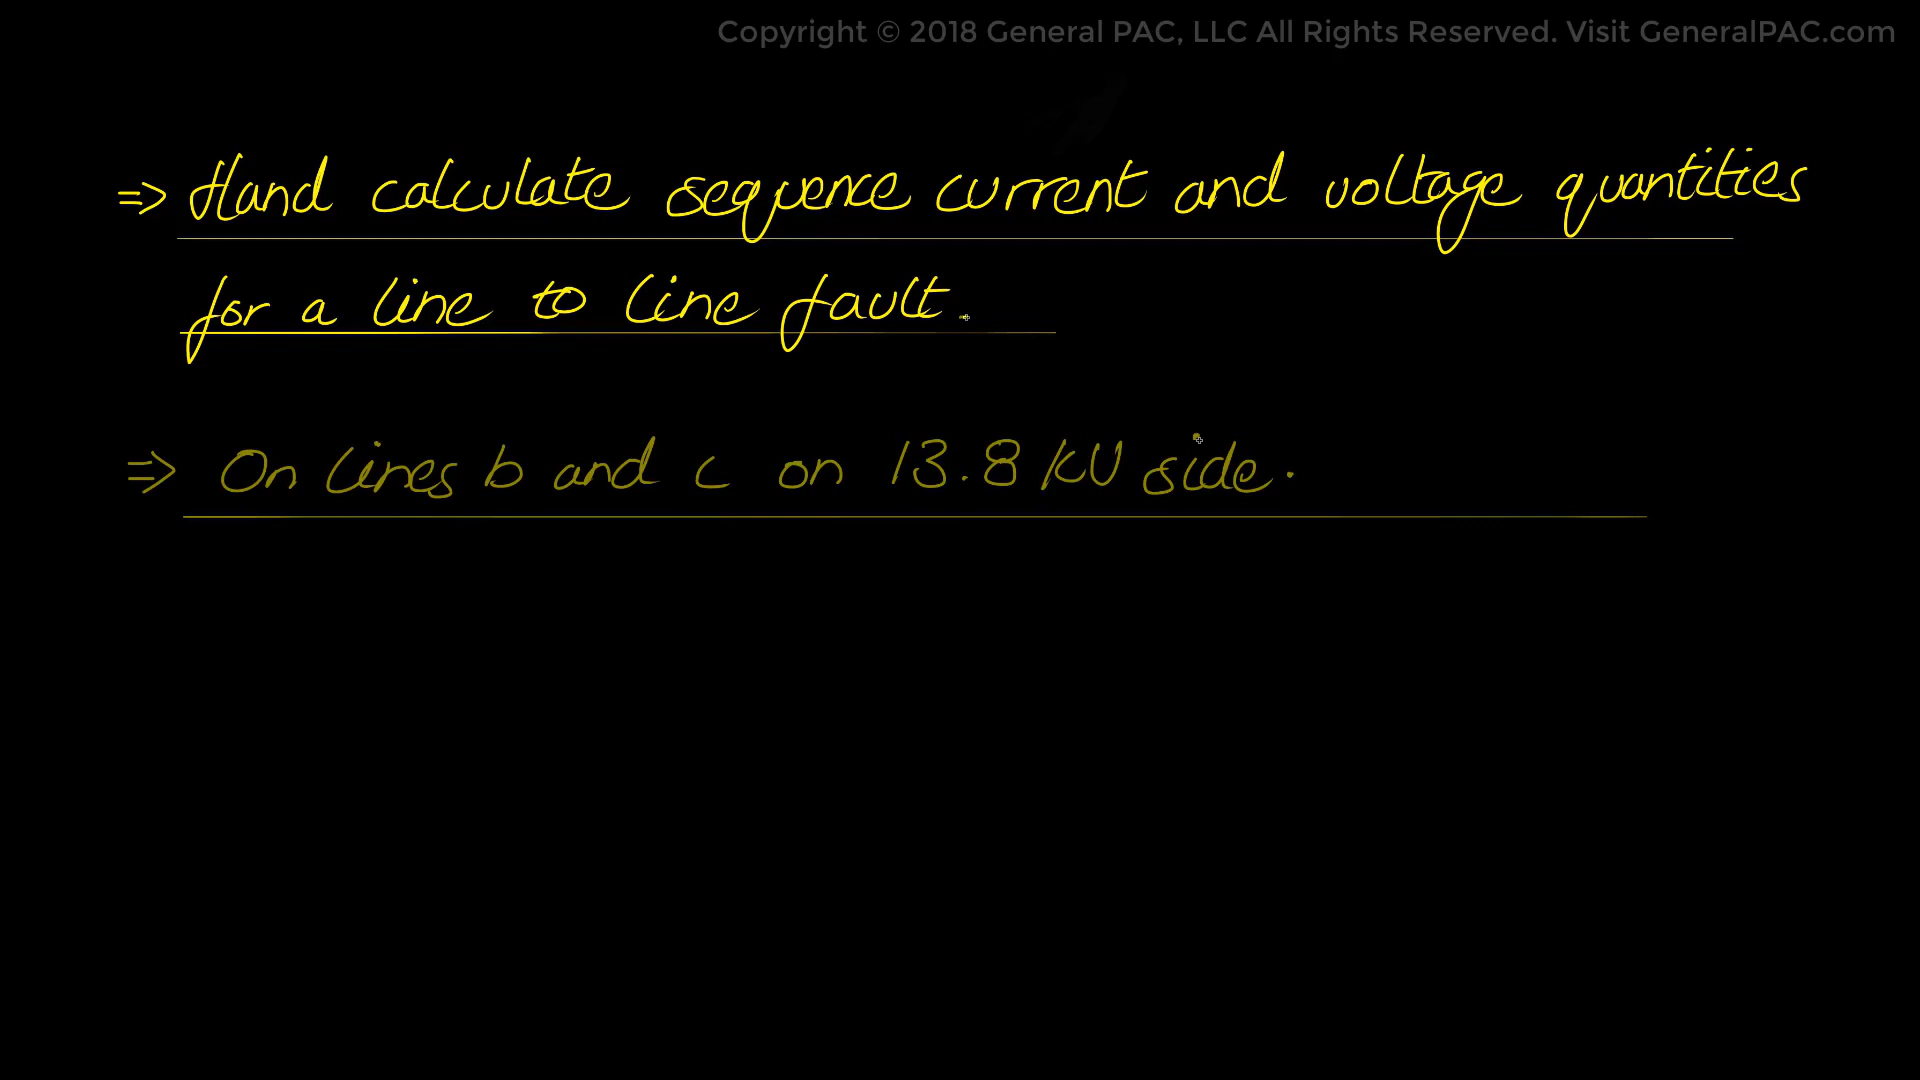 Copyright © 2018 General PAC, LLC All Rights Reserved. Visit GeneralPAC.com
=> Hand calculate sequence current and voltage quantities
for a line to line fault.
=> On lines b and c on 13.8 KV side.